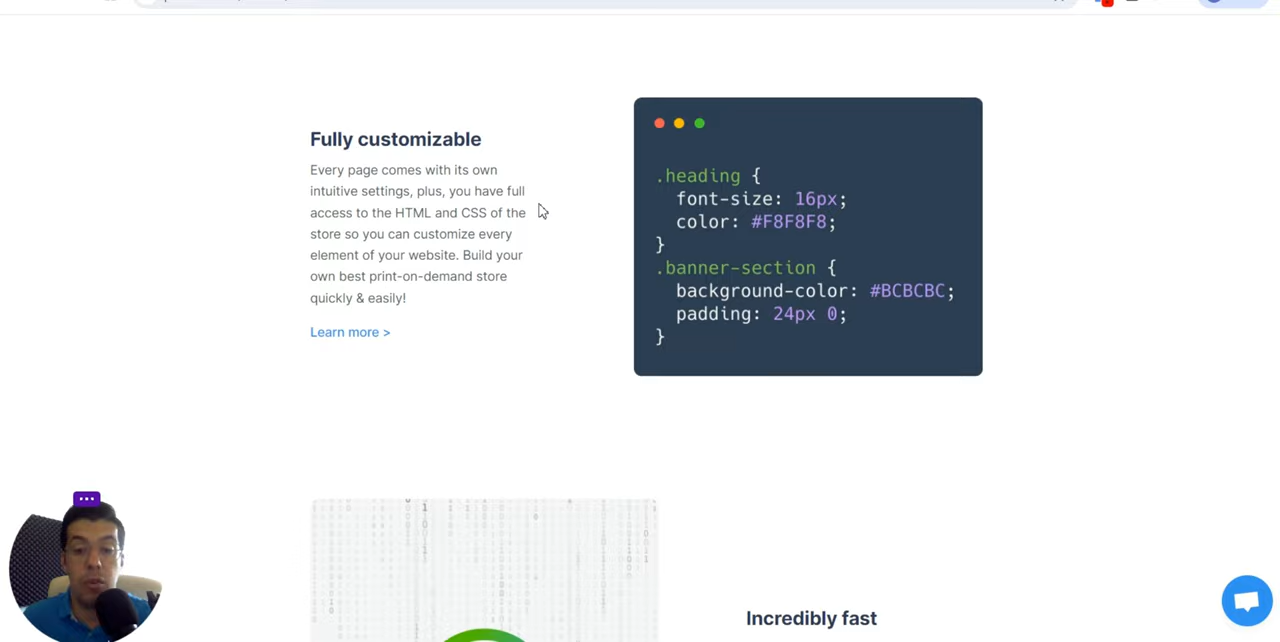 Fully customizable
Every page comes with its own
intuitive settings, plus, you have full
access to the HTML and CSS of the
store so you can customize every
element of your website. Build your
own best print-on-demand store
quickly & easily!
Learn more >
.heading {
font-size: 16px;
color: #F8F8F8;
}
.banner-section {
background-color: #BCBCBC;
padding: 24px 0;
}
Incredibly fast